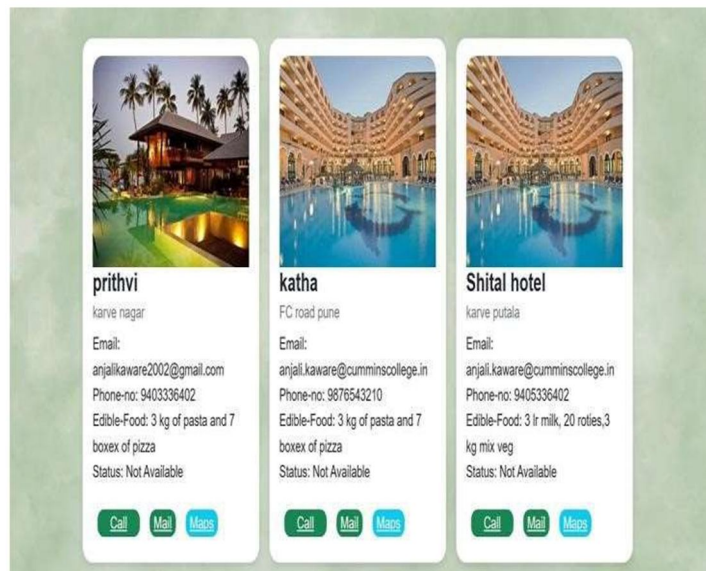 prithvi
karve nagar
Email:
anjalikaware2002@gmail.com
Phone-no: 9403336402
Edible-Food: 3 kg of pasta and 7
boxex of pizza
Status: Not Available
Call Mail Maps
katha
FC road pune
Email:
anjali.kaware@cumminscollege.in
Phone-no: 9876543210
Edible-Food: 3 kg of pasta and 7
boxex of pizza
Status: Not Available
Call Mail Maps
Shital hotel
karve putala
Email:
anjali.kaware@cumminscollege.in
Phone-no: 9405336402
Edible-Food: 3 lr milk, 20 roties,3
kg mix veg
Status: Not Available
Call Mail Maps